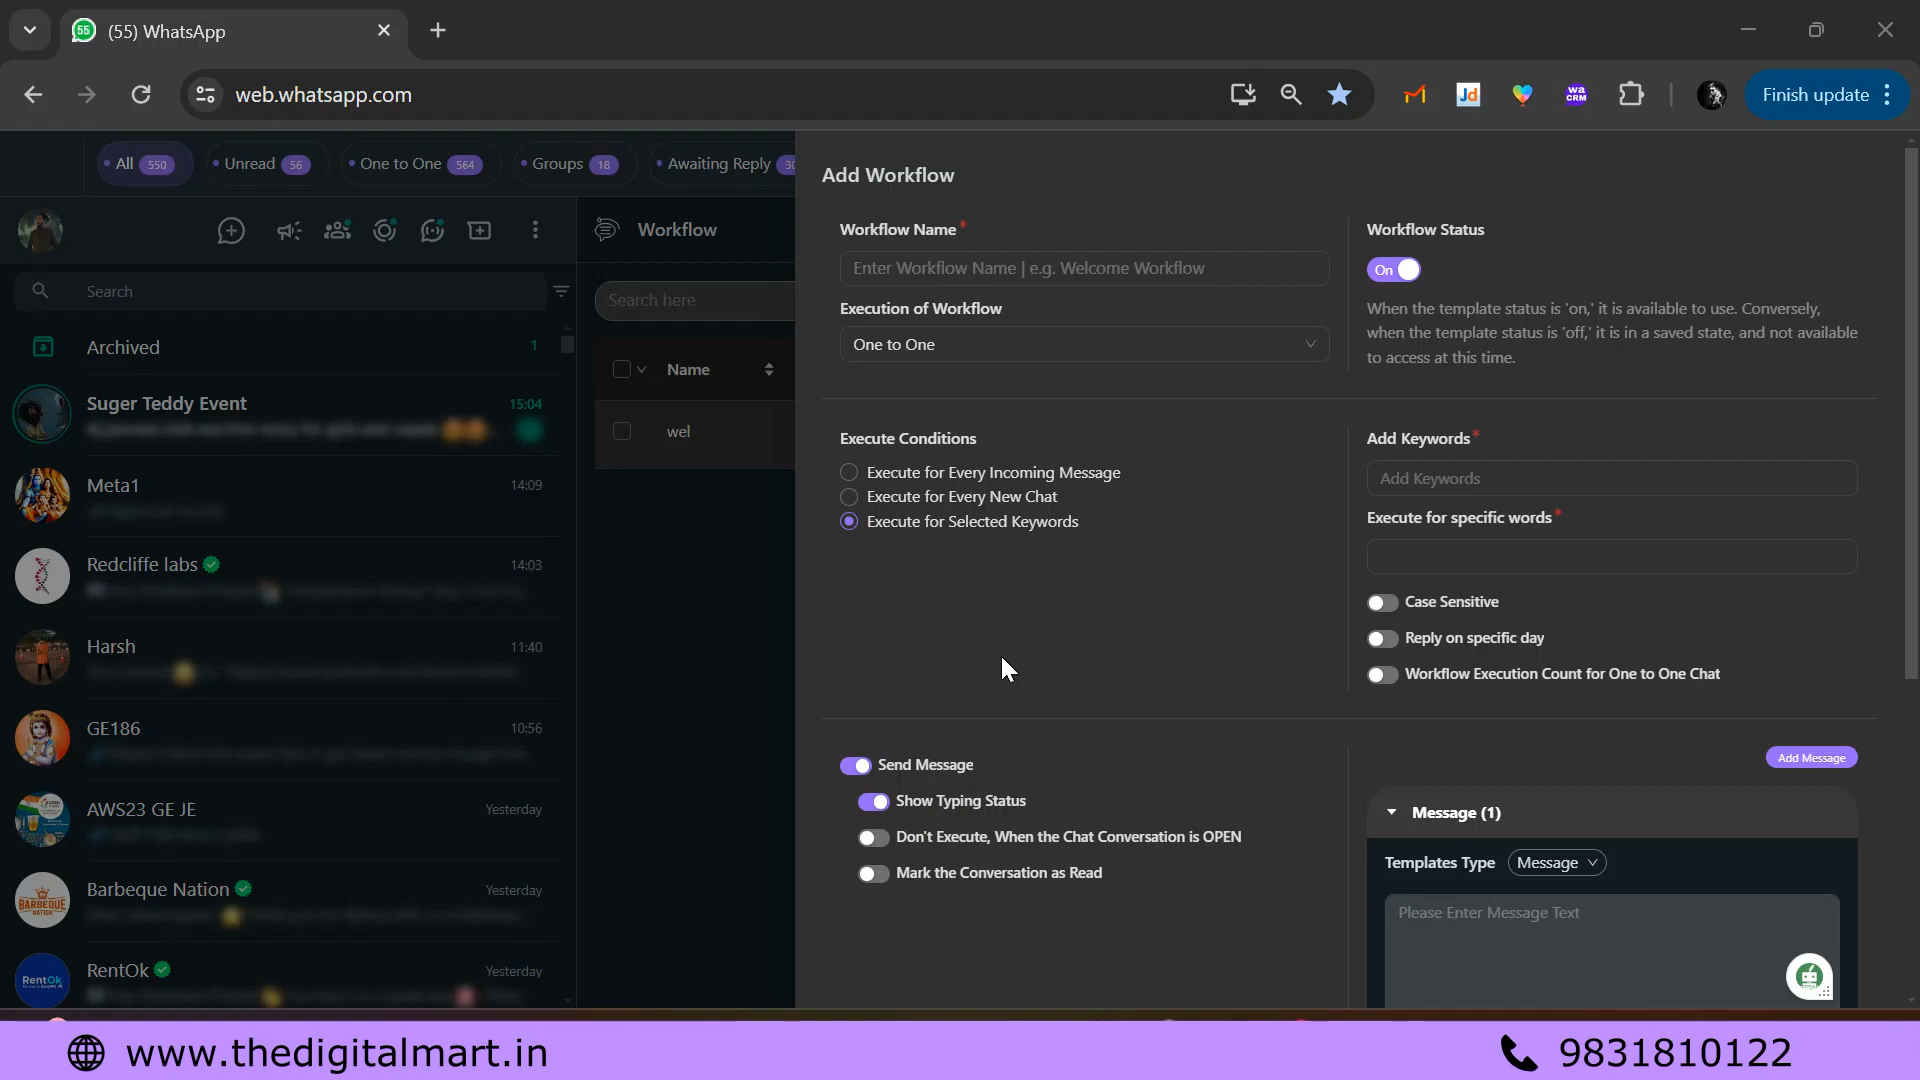 55
(55) WhatsApp
web.whatsapp.com
Jd
wa
CRM
Finish update
All 550
Unread 56
One to One 564
Groups 18
Awaiting Reply
Workflow
Search
Search here
Archived 1
Name
wel
Suger Teddy Event 15:04
Meta1 14:09
Redcliffe labs 14:03
Harsh 11:40
GE186 10:56
AWS23 GE JE Yesterday
Barbeque Nation Yesterday
BARBEQUE
NATION
RentOk Yesterday
RentOk
Add Workflow
Workflow Name*
Enter Workflow Name | e.g. Welcome Workflow
Execution of Workflow
One to One
Workflow Status
On
When the template status is 'on,' it is available to use. Conversely,
when the template status is 'off,' it is in a saved state, and not available
to access at this time.
Execute Conditions
Execute for Every Incoming Message
Execute for Every New Chat
Execute for Selected Keywords
Add Keywords*
Add Keywords
Execute for specific words*
Case Sensitive
Reply on specific day
Workflow Execution Count for One to One Chat
Send Message
Show Typing Status
Don't Execute, When the Chat Conversation is OPEN
Mark the Conversation as Read
Add Message
Message (1)
Templates Type Message
Please Enter Message Text
www.thedigitalmart.in
9831810122